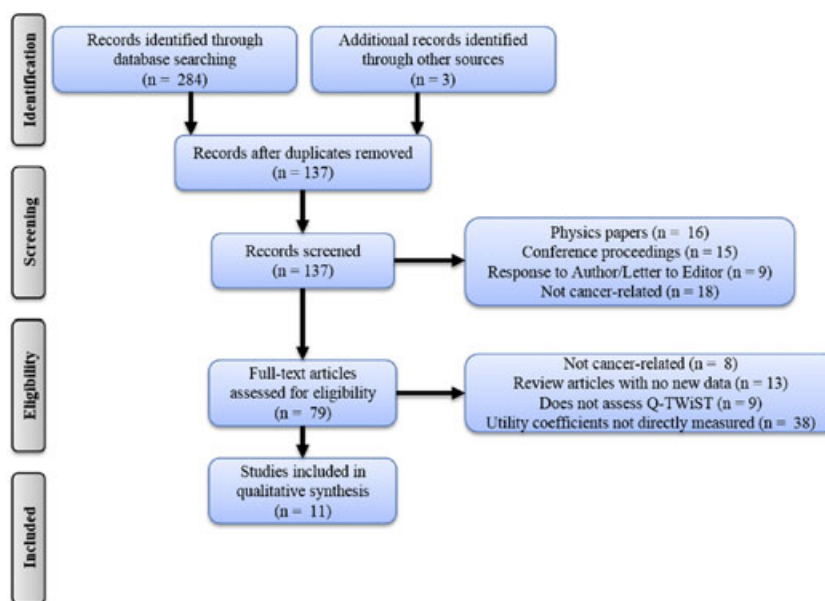 Identification
Records identified through
database searching
(n = 284)
Additional records identified
through other sources
(n = 3)
Records after duplicates removed
(n = 137)
Screening
Records screened
(n = 137)
Physics papers (n = 16)
Conference proceedings (n = 15)
Response to Author/Letter to Editor (n = 9)
Not cancer-related (n = 18)
Eligibility
Full-text articles
assessed for eligibility
(n = 79)
Not cancer-related (n = 8)
Review articles with no new data (n = 13)
Does not assess Q-TWiST (n = 9)
Utility coefficients not directly measured (n = 38)
Included
Studies included in
qualitative synthesis
(n = 11)